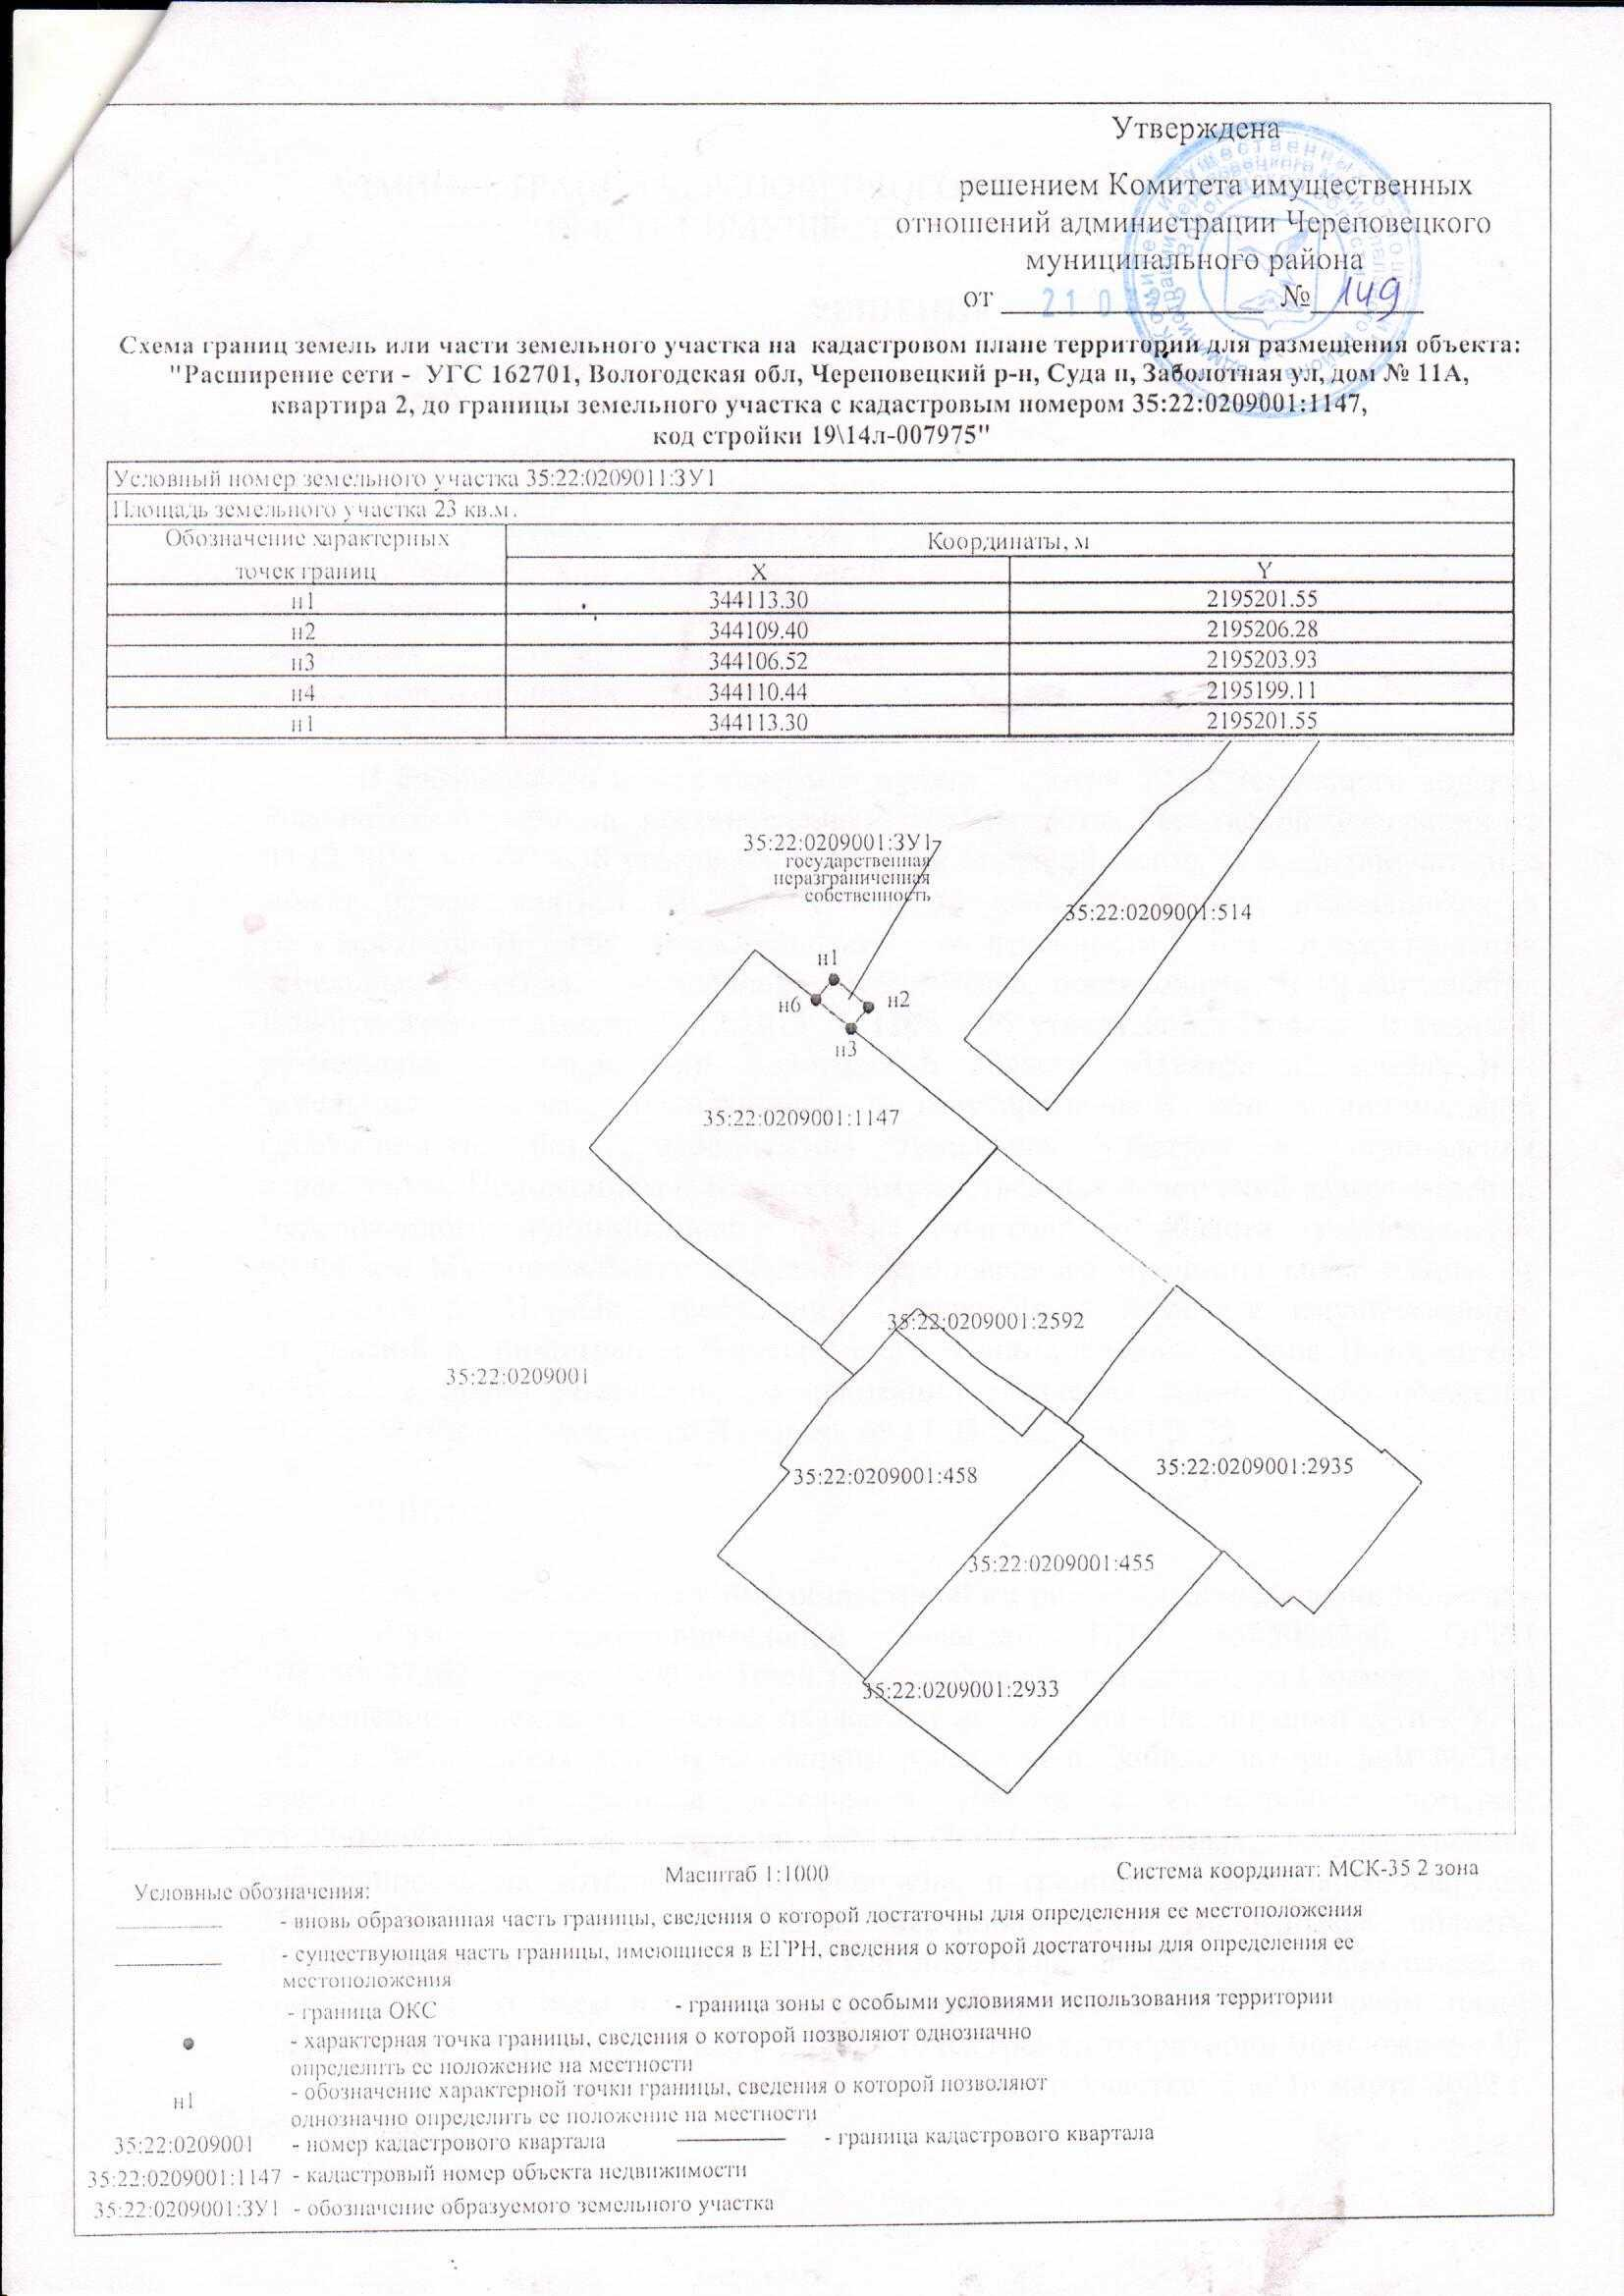 Утверждена
решением Комитета имущественных
отношений администрации Череповецкого
муниципального района
от 21 0 22 № 149
Схема границ земель или части земельного участка на кадастровом плане территории для размещения объекта:
"Расширение сети - УГС 162701, Вологодская обл, Череповецкий р-н, Суда п, Заболотная ул, дом № 11А,
квартира 2, до границы земельного участка с кадастровым номером 35:22:0209001:1147,
код стройки 19\14л-007975"
Условный номер земельного участка 35:22:0209011:ЗУ1
Площадь земельного участка 23 кв.м.
Обозначение характерных точек границ Координаты, м
X Y
н1 344113.30 2195201.55
н2 344109.40 2195206.28
н3 344106.52 2195203.93
н4 344110.44 2195199.11
н1 344113.30 2195201.55
35:22:0209001:ЗУ1
государственная
неразграниченная
собственность
35:22:0209001:514
н1
н6
н2
н3
35:22:0209001:1147
35:22:0209001:2592
35:22:0209001
35:22:0209001:458
35:22:0209001:2935
35:22:0209001:455
35:22:0209001:2933
Масштаб 1:1000
Система координат: МСК-35 2 зона
Условные обозначения:
- вновь образованная часть границы, сведения о которой достаточны для определения ее местоположения
- существующая часть границы, имеющиеся в ЕГРН, сведения о которой достаточны для определения ее
местоположения
- граница ОКС - граница зоны с особыми условиями использования территории
- характерная точка границы, сведения о которой позволяют однозначно
определить ее положение на местности
н1 - обозначение характерной точки границы, сведения о которой позволяют
однозначно определить ее положение на местности
35:22:0209001 - номер кадастрового квартала - граница кадастрового квартала
35:22:0209001:1147 - кадастровый номер объекта недвижимости
35:22:0209001:ЗУ1 - обозначение образуемого земельного участка